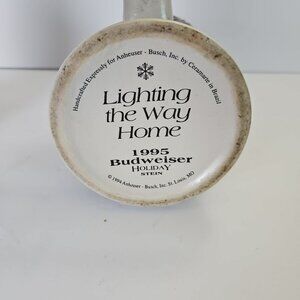 Handcrafted Expressly for Anheuser - Busch, Inc. by Ceramarte in Brazil
Lighting
the Way
Home
1995
Budweiser
HOLIDAY
STEIN
© 1994 Anheuser - Busch, Inc. St. Louis, MO